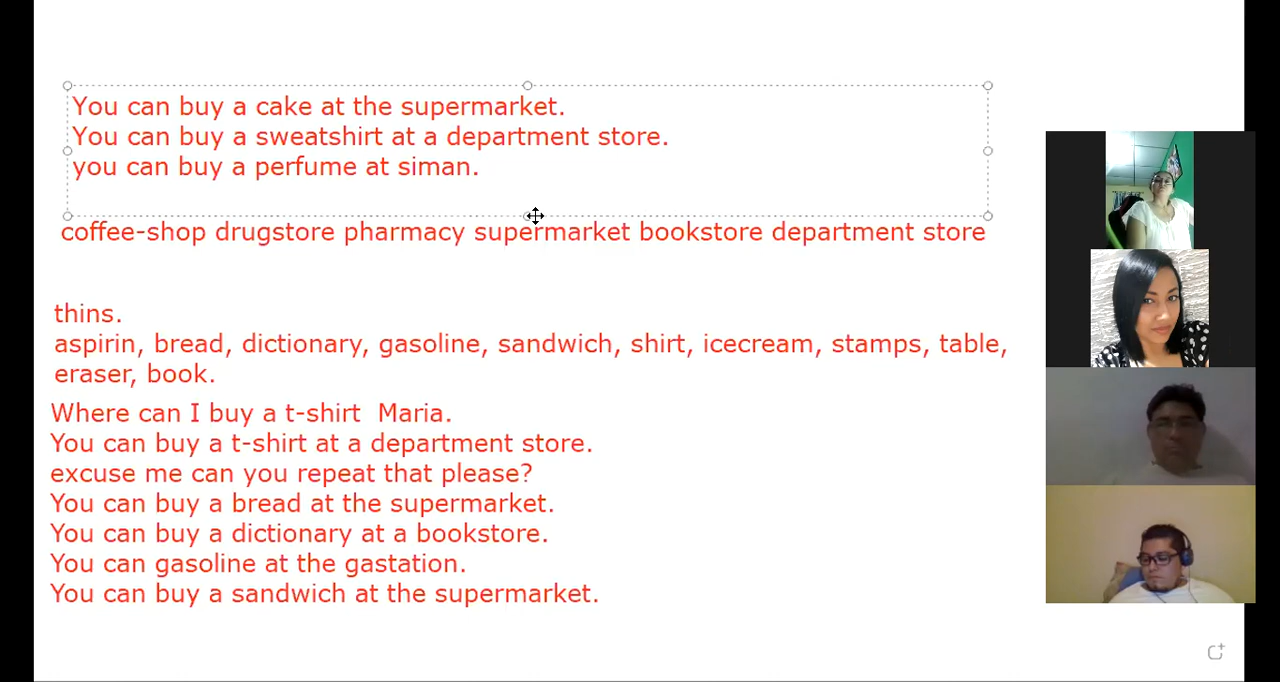 You can buy a cake at the supermarket.
You can buy a sweatshirt at a department store.
you can buy a perfume at siman.
coffee-shop drugstore pharmacy supermarket bookstore department store
thins.
aspirin, bread, dictionary, gasoline, sandwich, shirt, icecream, stamps, table,
eraser, book.
Where can I buy a t-shirt  Maria.
You can buy a t-shirt at a department store.
excuse me can you repeat that please?
You can buy a bread at the supermarket.
You can buy a dictionary at a bookstore.
You can gasoline at the gastation.
You can buy a sandwich at the supermarket.